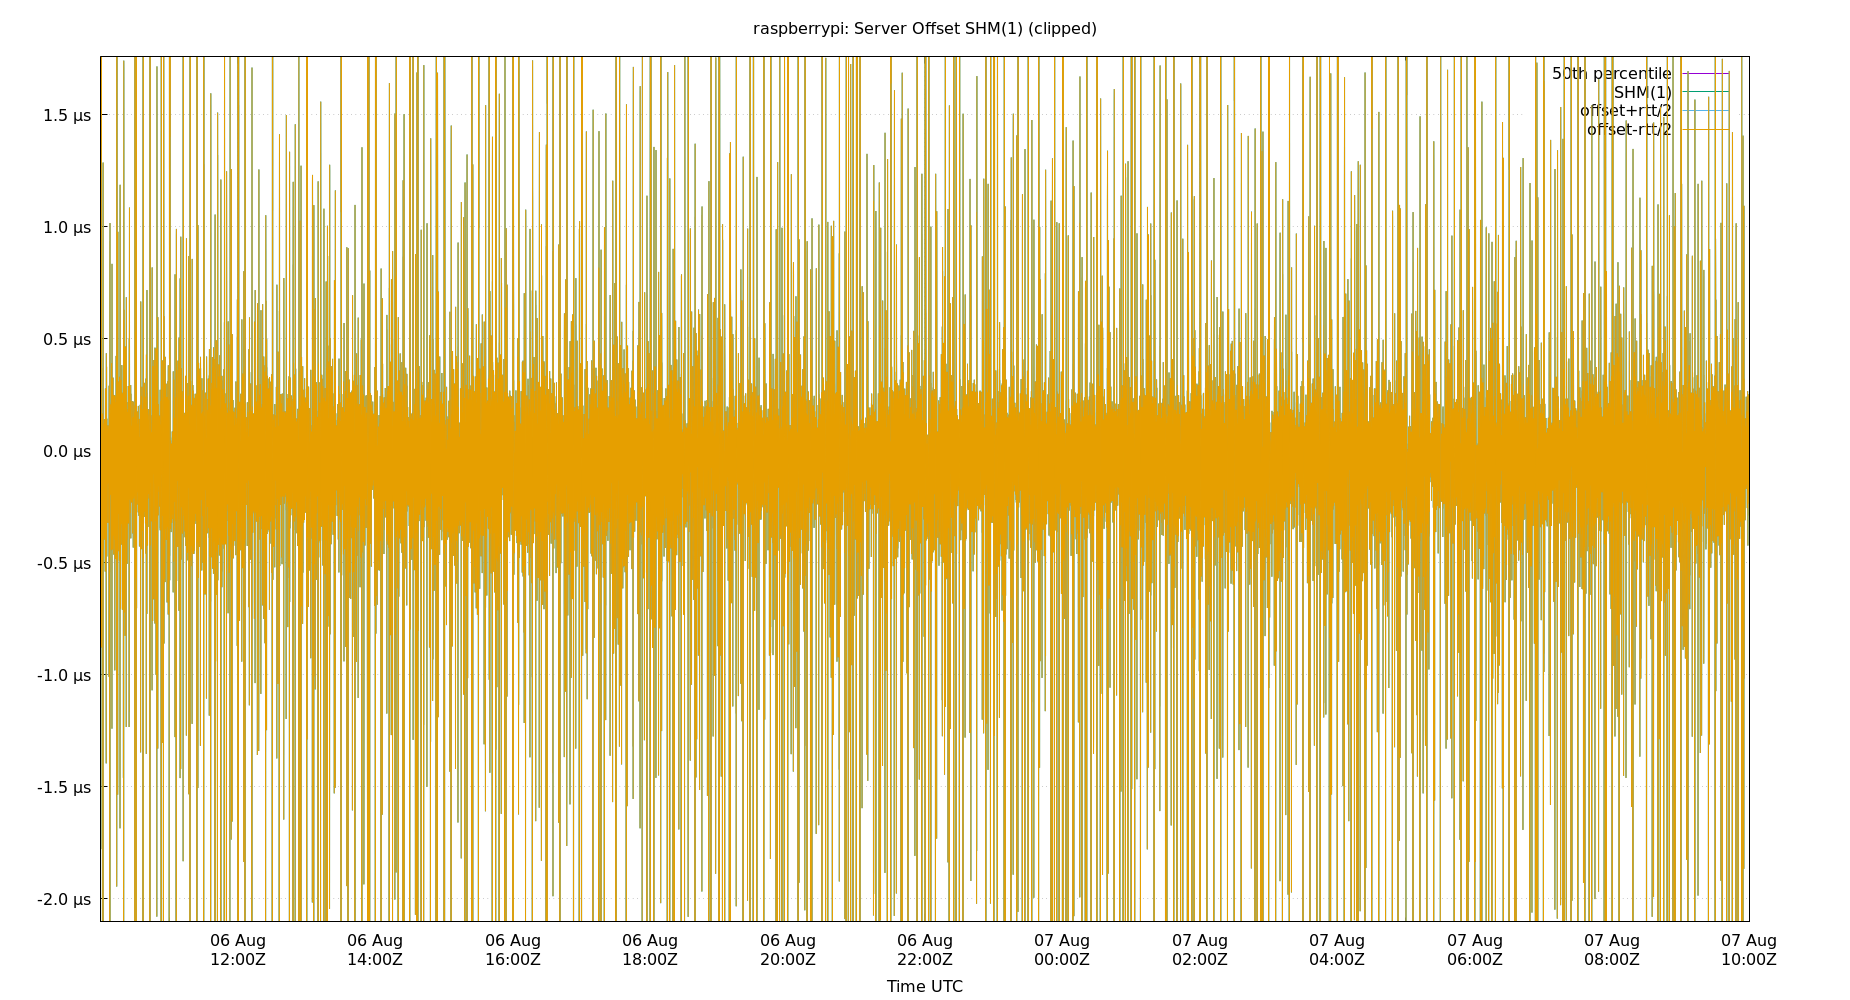 raspberrypi: Server Offset SHM(1) (clipped)
50th percentile
SHM(1)
offset+rtt/2
offset-rtt/2
1.5 µs
1.0 µs
0.5 µs
0.0 µs
-0.5 µs
-1.0 µs
-1.5 µs
-2.0 µs
06 Aug 06 Aug 06 Aug 06 Aug 06 Aug 06 Aug 07 Aug 07 Aug 07 Aug 07 Aug 07 Aug 07 Aug
12:00Z 14:00Z 16:00Z 18:00Z 20:00Z 22:00Z 00:00Z 02:00Z 04:00Z 06:00Z 08:00Z 10:00Z
Time UTC